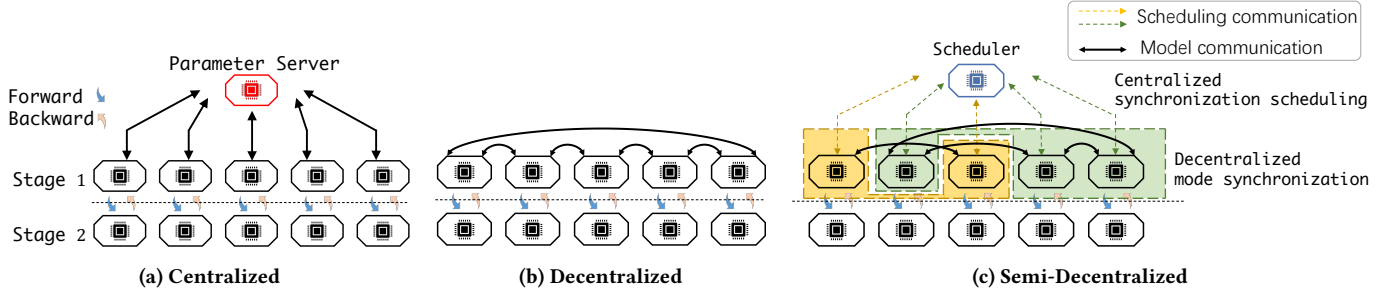 Parameter Server
Forward
Backward
Stage 1
Stage 2
(a) Centralized
(b) Decentralized
Scheduling communication
Model communication
Scheduler
Centralized
synchronization scheduling
Decentralized
mode synchronization
(c) Semi-Decentralized